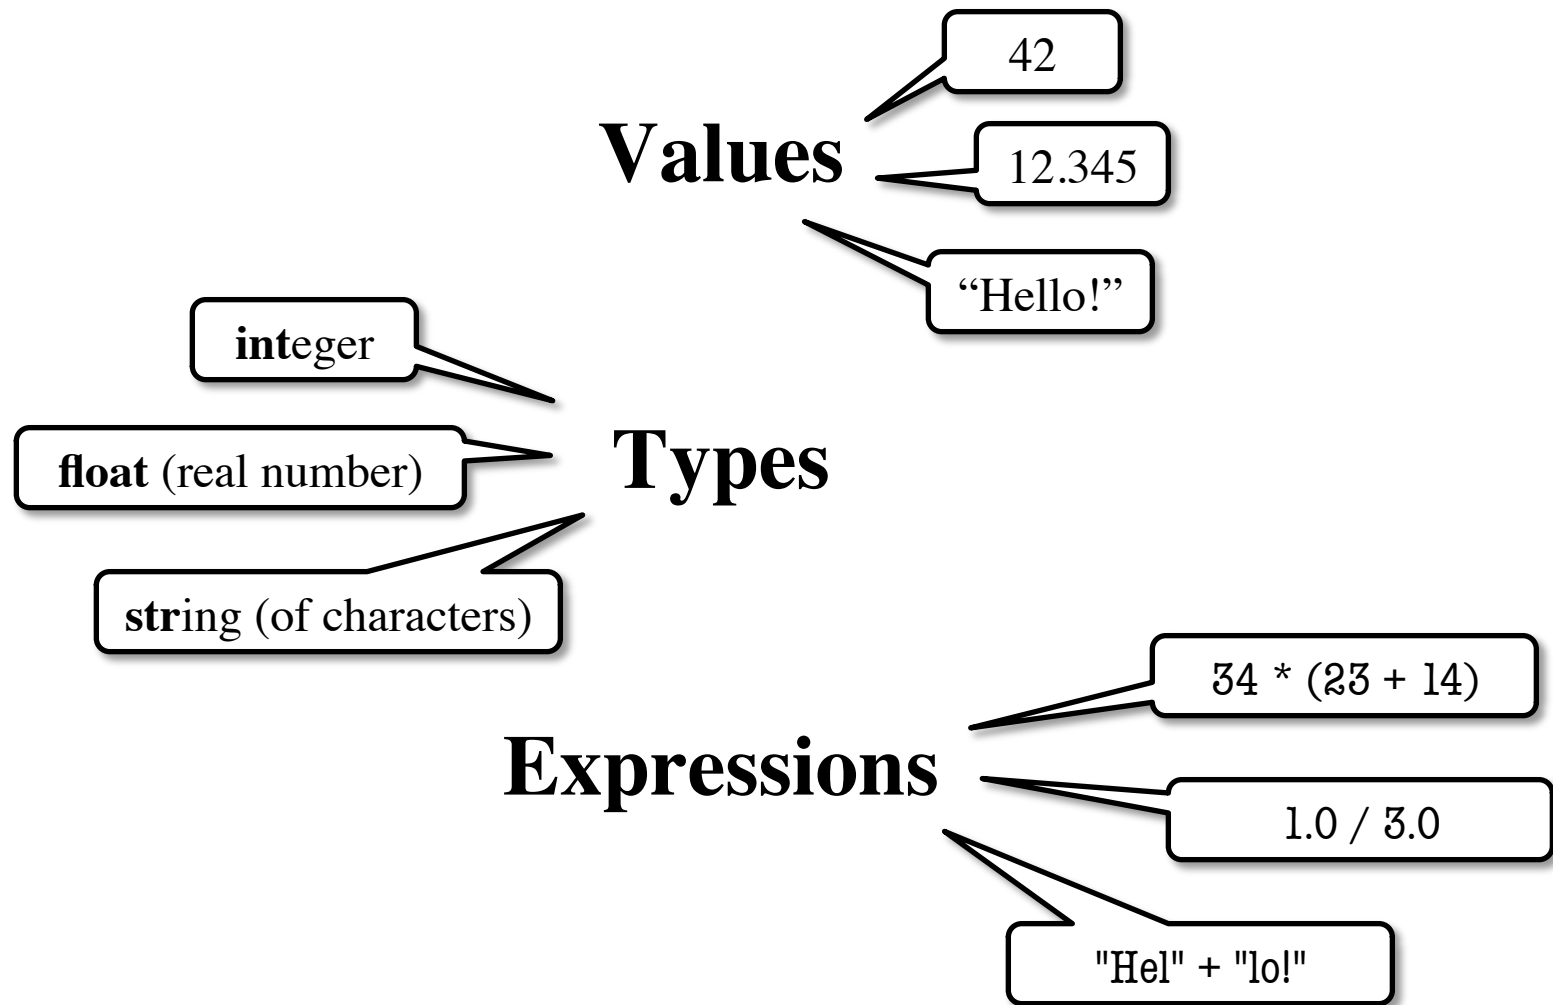 42
Values
12.345
“Hello!”
integer
float (real number)
Types
string (of characters)
34 * (23 + 14)
Expressions
1.0 / 3.0
"Hel" + "lo!"